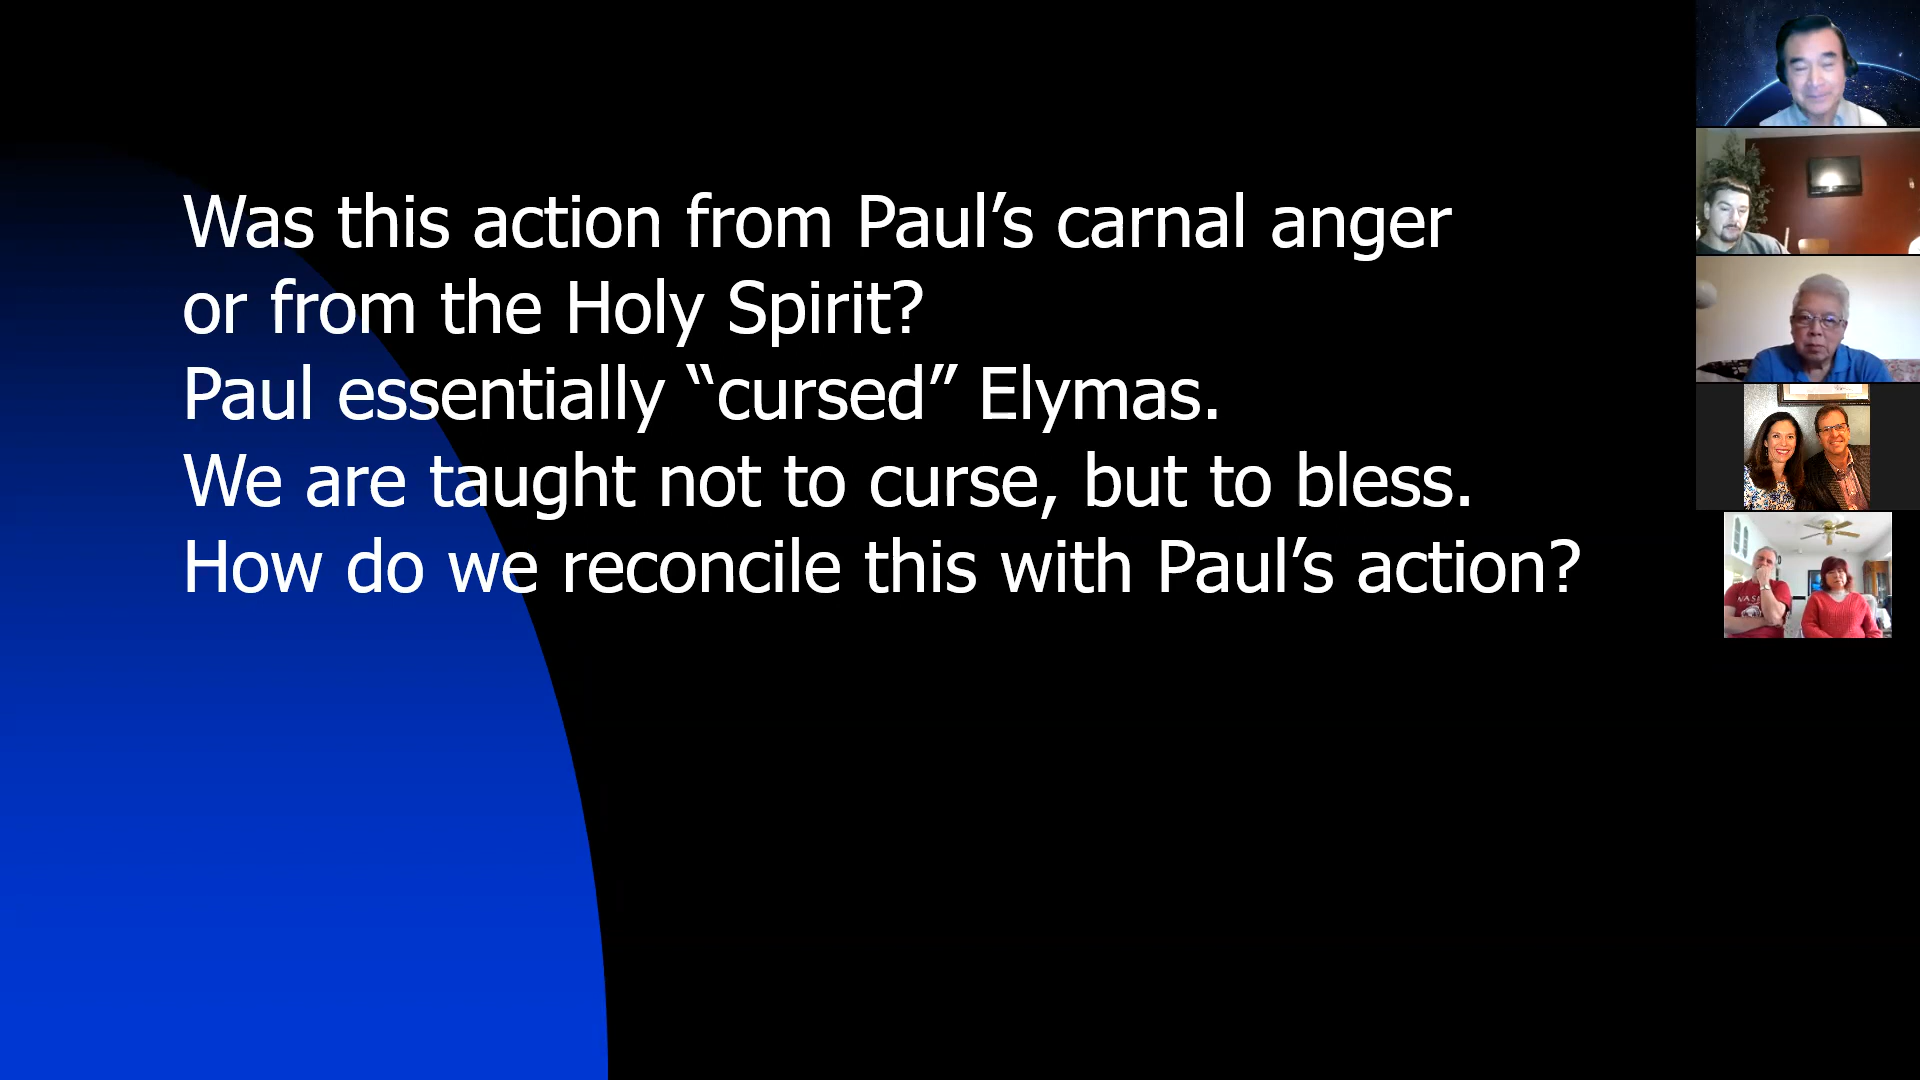 Was this action from Paul’s carnal anger
or from the Holy Spirit?
Paul essentially “cursed” Elymas.
We are taught not to curse, but to bless.
How do we reconcile this with Paul’s action?